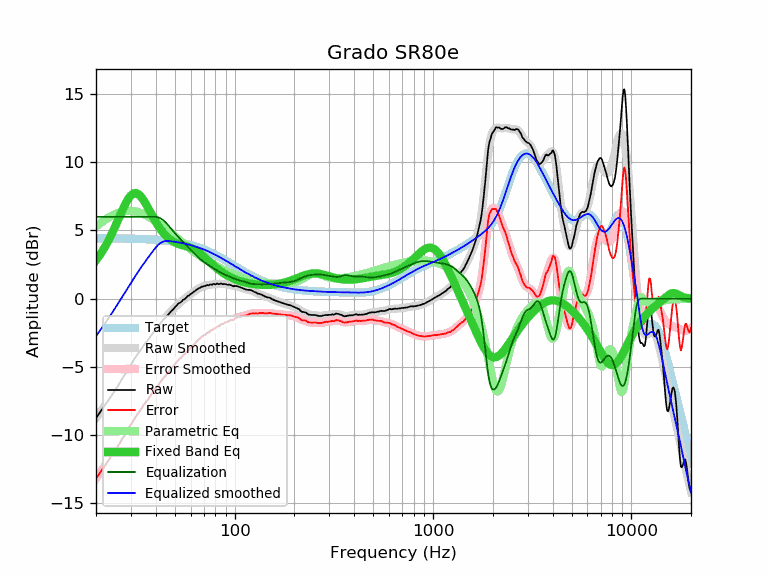 Grado SR80e
Amplitude (dBr)
15
10
5
0
−5
−10
−15
Target
Raw Smoothed
Error Smoothed
Raw
Error
Parametric Eq
Fixed Band Eq
Equalization
Equalized smoothed
100 1000 10000
Frequency (Hz)